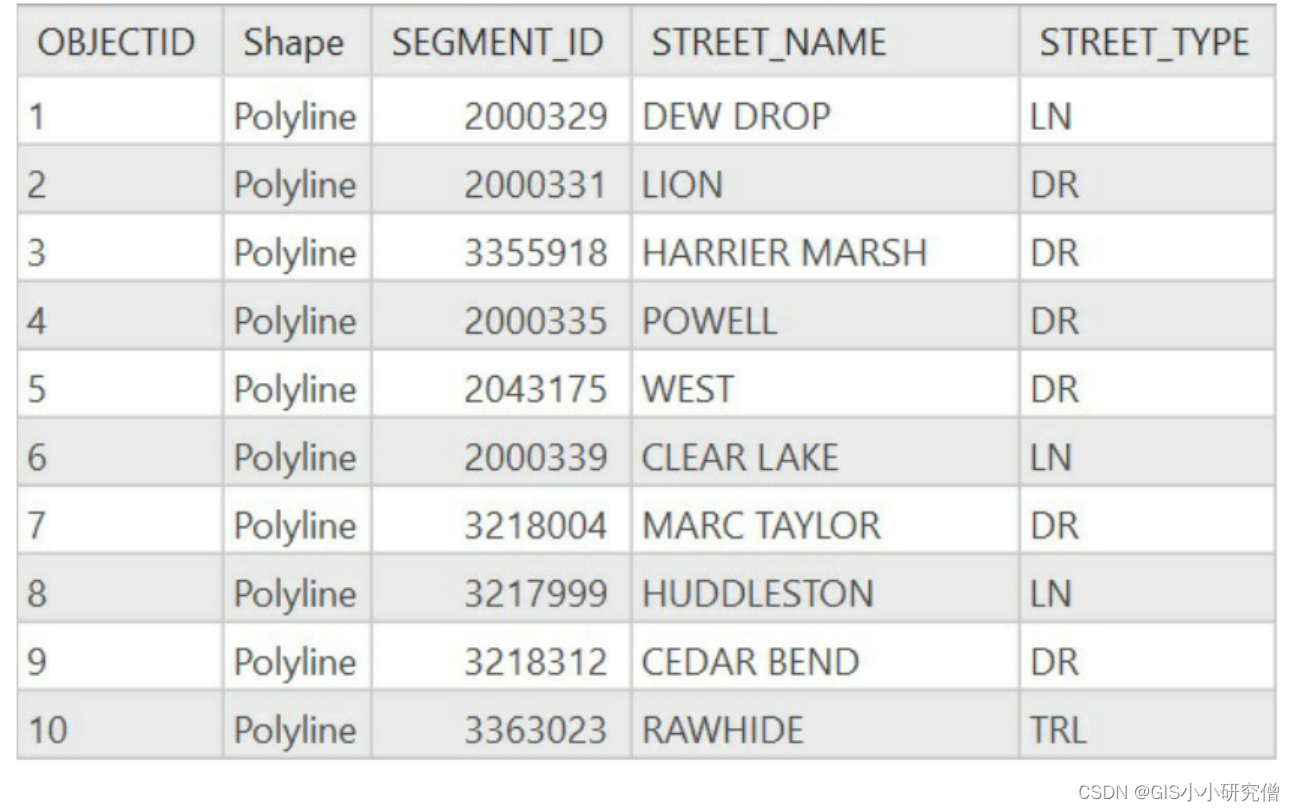 OBJECTID Shape SEGMENT_ID STREET_NAME STREET_TYPE
1 Polyline 2000329 DEW DROP LN
2 Polyline 2000331 LION DR
3 Polyline 3355918 HARRIER MARSH DR
4 Polyline 2000335 POWELL DR
5 Polyline 2043175 WEST DR
6 Polyline 2000339 CLEAR LAKE LN
7 Polyline 3218004 MARC TAYLOR DR
8 Polyline 3217999 HUDDLESTON LN
9 Polyline 3218312 CEDAR BEND DR
10 Polyline 3363023 RAWHIDE TRL
CSDN @GIS小小研究僧